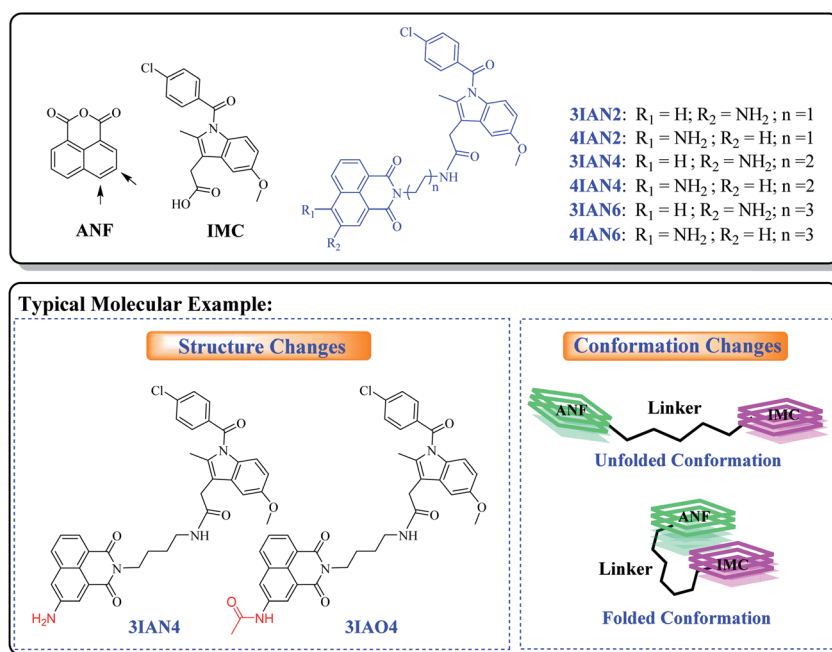 Cl
O
N
O
HO
O
O O O
ANF
IMC
Cl
O
N
O
O
NH
n
O
N
O
R1
R2
3IAN2: R₁ = H; R₂ = NH₂; n =1
4IAN2: R₁ = NH₂ ; R₂ = H; n =1
3IAN4: R₁ = H ; R₂ = NH₂; n =2
4IAN4: R₁ = NH₂ ; R₂ = H; n =2
3IAN6: R₁ = H; R₂ = NH₂; n =3
4IAN6: R₁ = NH₂ ; R₂ = H; n =3
Typical Molecular Example:
Structure Changes
Cl
O
N
O
O
NH
O
N
O
H₂N
3IAN4
Cl
O
N
O
O
NH
O
N
O
O
NH
3IAO4
Conformation Changes
ANF
Linker
IMC
Unfolded Conformation
ANF
Linker
IMC
Folded Conformation